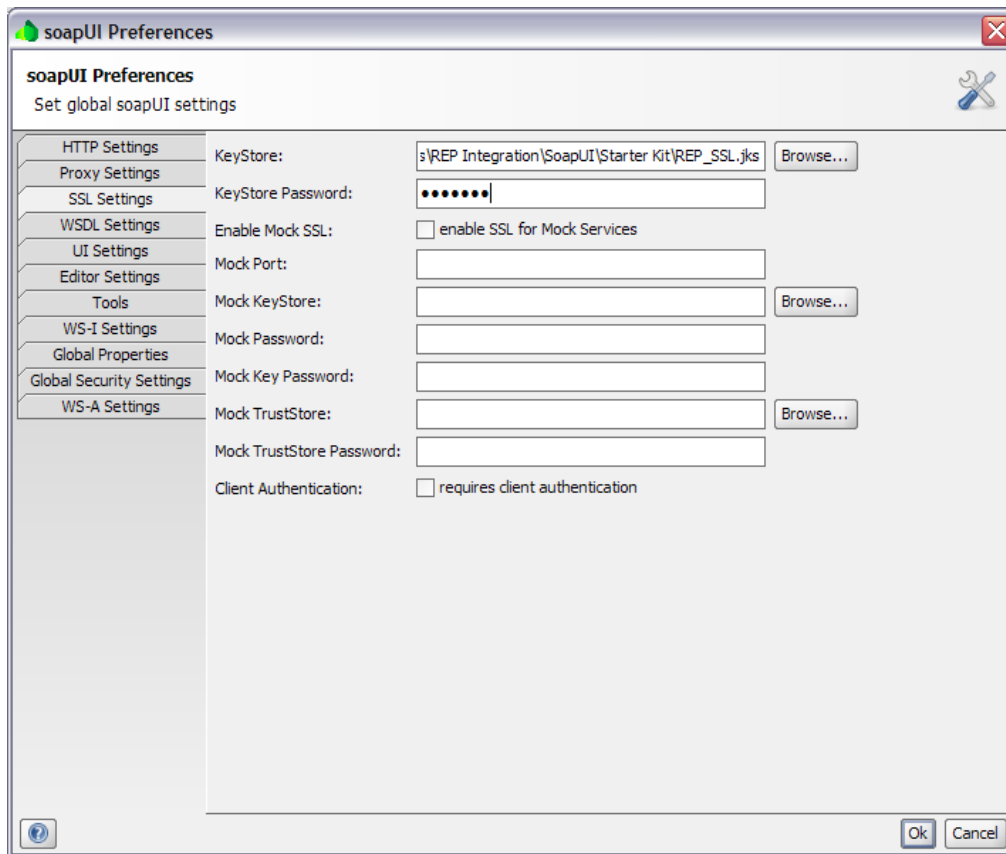 soapUI Preferences
soapUI Preferences
Set global soapUI settings
HTTP Settings
Proxy Settings
SSL Settings
WSDL Settings
UI Settings
Editor Settings
Tools
WS-I Settings
Global Properties
Global Security Settings
WS-A Settings
KeyStore: s\REP Integration\SoapUI\Starter Kit\REP_SSL.jks Browse...
KeyStore Password: •••••••
Enable Mock SSL: enable SSL for Mock Services
Mock Port:
Mock KeyStore: Browse...
Mock Password:
Mock Key Password:
Mock TrustStore: Browse...
Mock TrustStore Password:
Client Authentication: requires client authentication
Ok Cancel